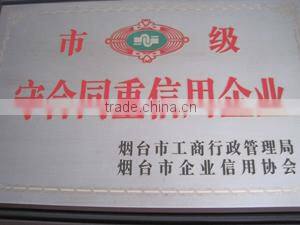 市 级
守合同重信用企业
trade.china.cn
烟台市工商行政管理局
烟台市企业信用协会